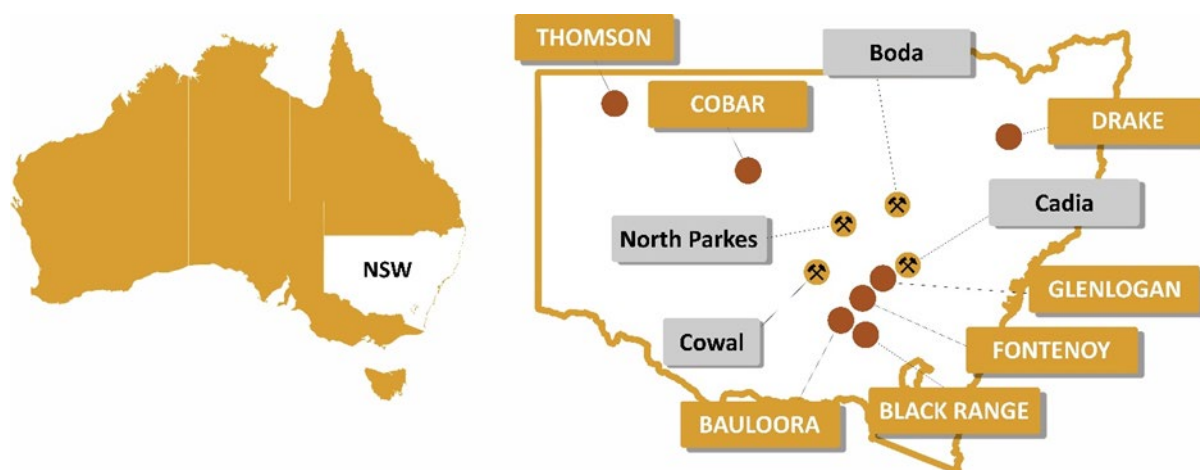 NSW
THOMSON
Boda
COBAR
DRAKE
Cadia
North Parkes
GLENLOGAN
Cowal
FONTENOY
BLACK RANGE
BAULOORA